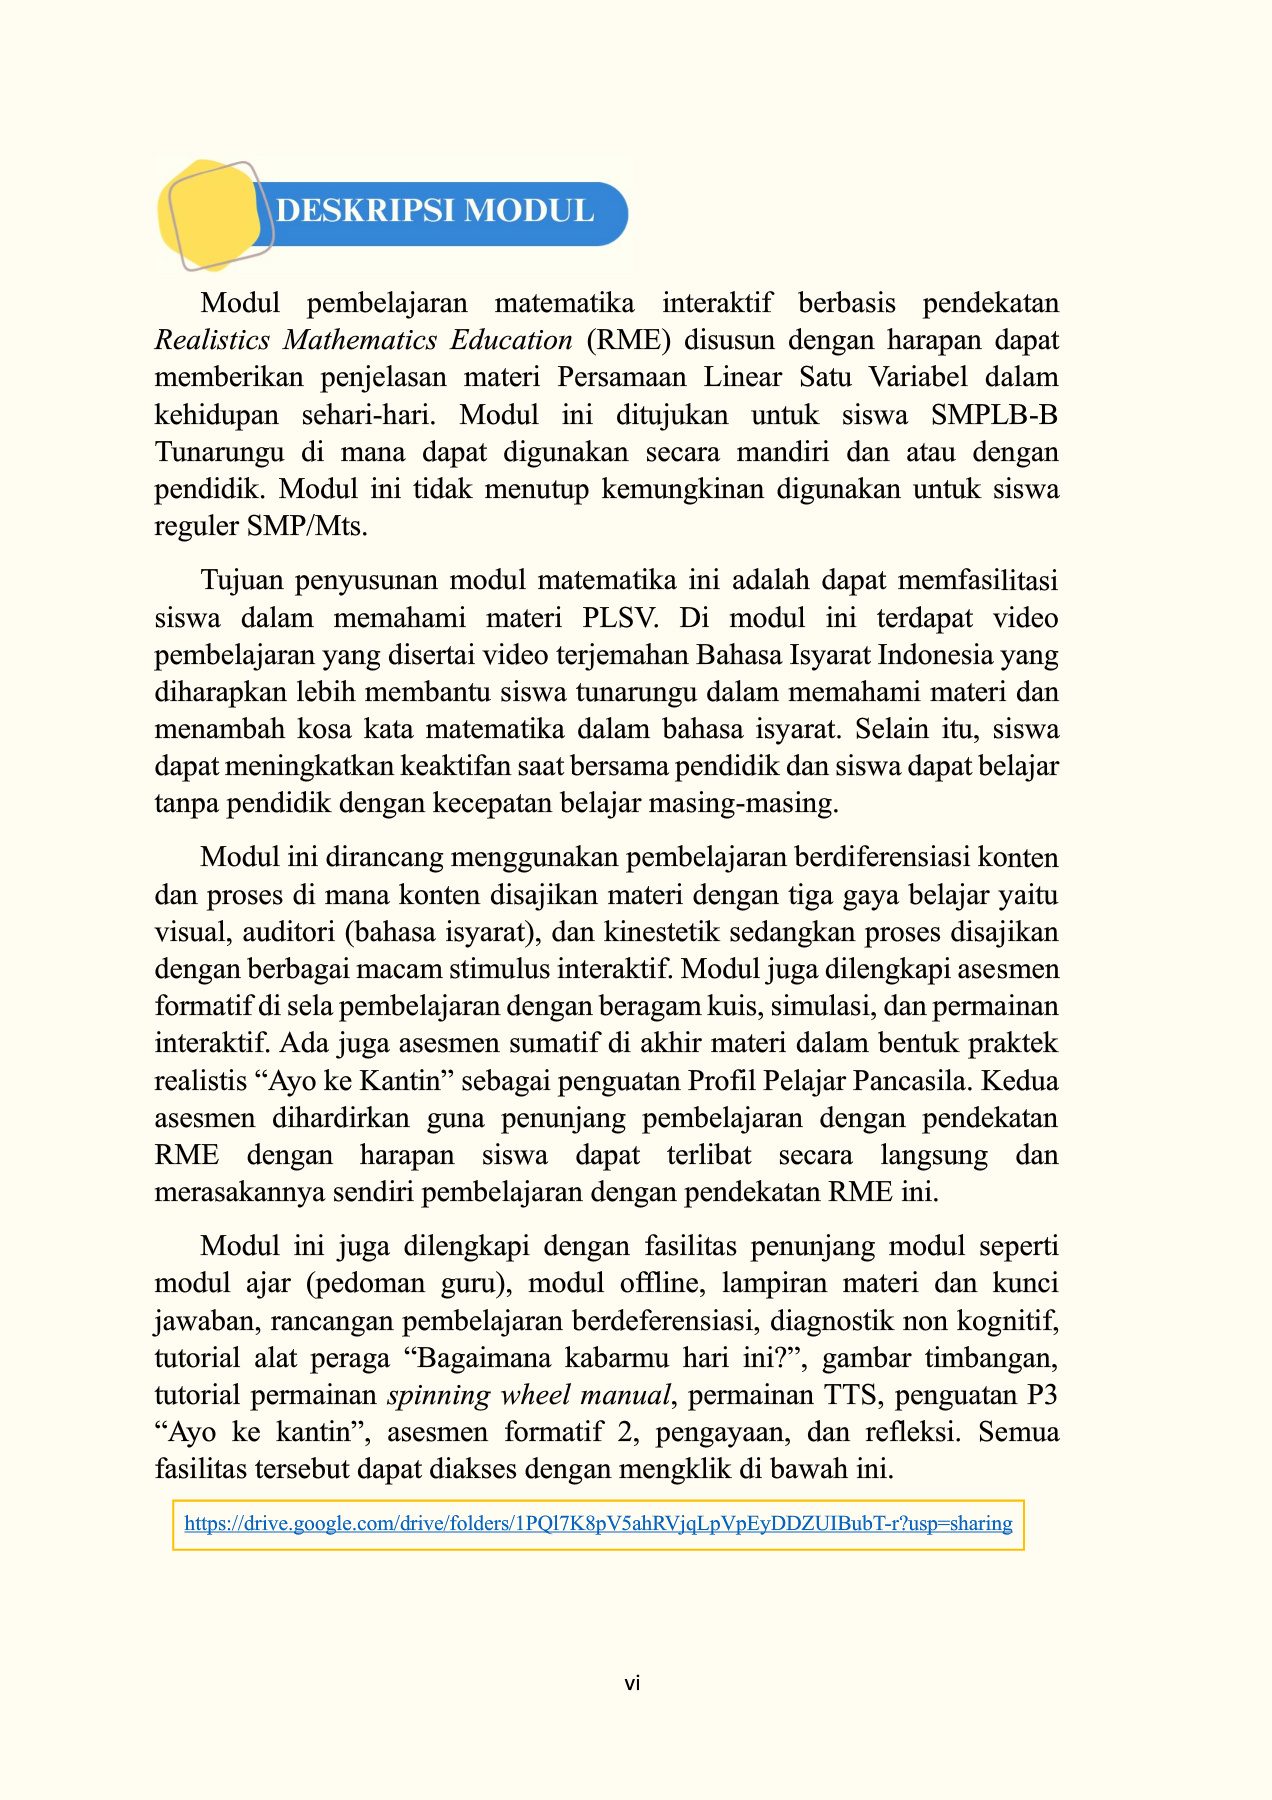 DESKRIPSI MODUL
Modul pembelajaran matematika interaktif berbasis pendekatan
Realistics Mathematics Education (RME) disusun dengan harapan dapat
memberikan penjelasan materi Persamaan Linear Satu Variabel dalam
kehidupan sehari-hari. Modul ini ditujukan untuk siswa SMPLB-B
Tunarungu di mana dapat digunakan secara mandiri dan atau dengan
pendidik. Modul ini tidak menutup kemungkinan digunakan untuk siswa
reguler SMP/Mts.
Tujuan penyusunan modul matematika ini adalah dapat memfasilitasi
siswa dalam memahami materi PLSV. Di modul ini terdapat video
pembelajaran yang disertai video terjemahan Bahasa Isyarat Indonesia yang
diharapkan lebih membantu siswa tunarungu dalam memahami materi dan
menambah kosa kata matematika dalam bahasa isyarat. Selain itu, siswa
dapat meningkatkan keaktifan saat bersama pendidik dan siswa dapat belajar
tanpa pendidik dengan kecepatan belajar masing-masing.
Modul ini dirancang menggunakan pembelajaran berdiferensiasi konten
dan proses di mana konten disajikan materi dengan tiga gaya belajar yaitu
visual, auditori (bahasa isyarat), dan kinestetik sedangkan proses disajikan
dengan berbagai macam stimulus interaktif. Modul juga dilengkapi asesmen
formatif di sela pembelajaran dengan beragam kuis, simulasi, dan permainan
interaktif. Ada juga asesmen sumatif di akhir materi dalam bentuk praktek
realistis “Ayo ke Kantin” sebagai penguatan Profil Pelajar Pancasila. Kedua
asesmen dihardirkan guna penunjang pembelajaran dengan pendekatan
RME dengan harapan siswa dapat terlibat secara langsung dan
merasakannya sendiri pembelajaran dengan pendekatan RME ini.
Modul ini juga dilengkapi dengan fasilitas penunjang modul seperti
modul ajar (pedoman guru), modul offline, lampiran materi dan kunci
jawaban, rancangan pembelajaran berdeferensiasi, diagnostik non kognitif,
tutorial alat peraga “Bagaimana kabarmu hari ini?”, gambar timbangan,
tutorial permainan spinning wheel manual, permainan TTS, penguatan P3
“Ayo ke kantin”, asesmen formatif 2, pengayaan, dan refleksi. Semua
fasilitas tersebut dapat diakses dengan mengklik di bawah ini.
https://drive.google.com/drive/folders/1PQl7K8pV5ahRVjqLpVpEyDDZUIBubT-r?usp=sharing
vi